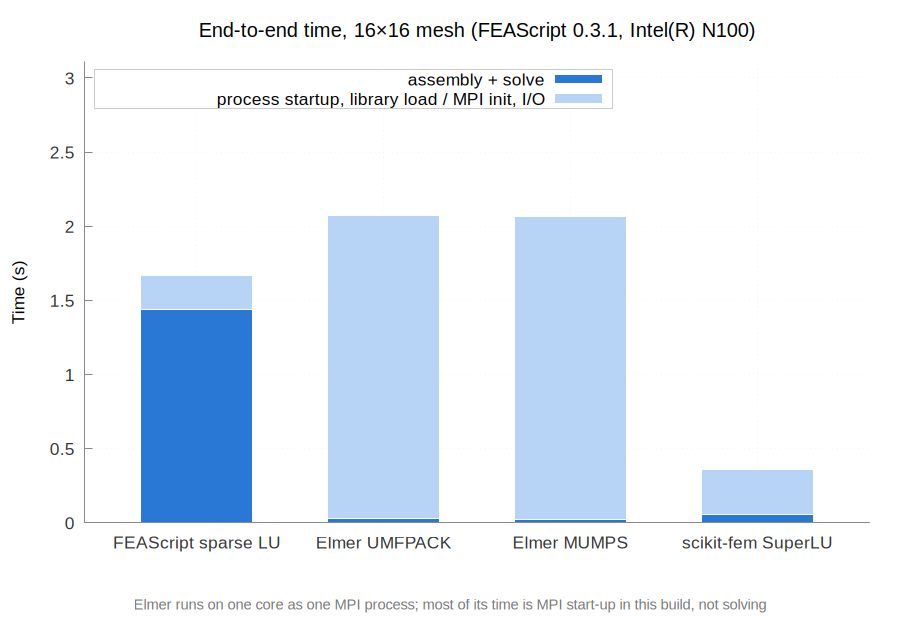 End-to-end time, 16×16 mesh (FEAScript 0.3.1, Intel(R) N100)
assembly + solve
process startup, library load / MPI init, I/O
Time (s)
3
2.5
2
1.5
1
0.5
0
FEAScript sparse LU
Elmer UMFPACK
Elmer MUMPS
scikit-fem SuperLU
Elmer runs on one core as one MPI process; most of its time is MPI start-up in this build, not solving